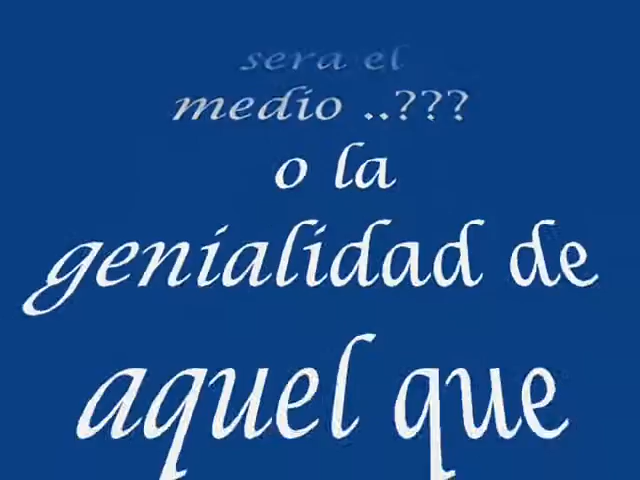 sera el
medio ..???
o la
genialidad de
aquel que